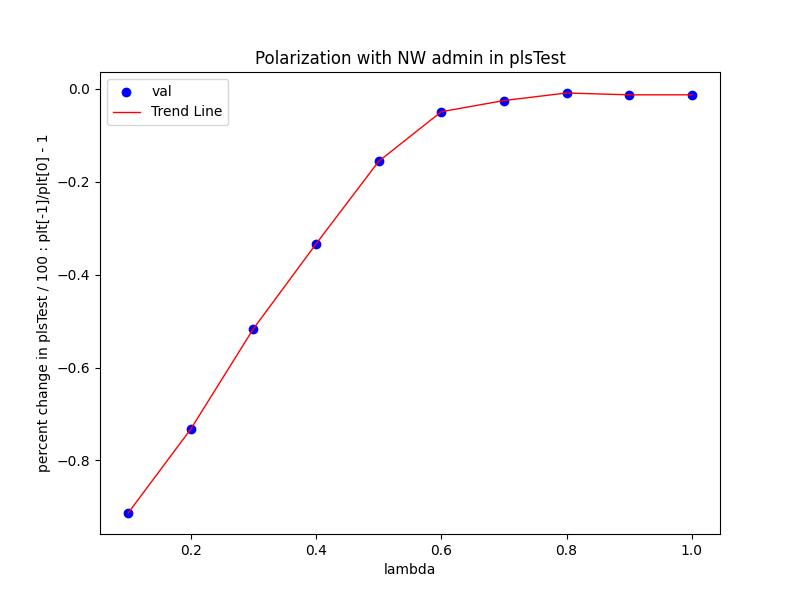 Polarization with NW admin in plsTest
val
Trend Line
percent change in plsTest / 100 : plt[-1]/plt[0] - 1
0.0
−0.2
−0.4
−0.6
−0.8
0.2
0.4
0.6
0.8
1.0
lambda